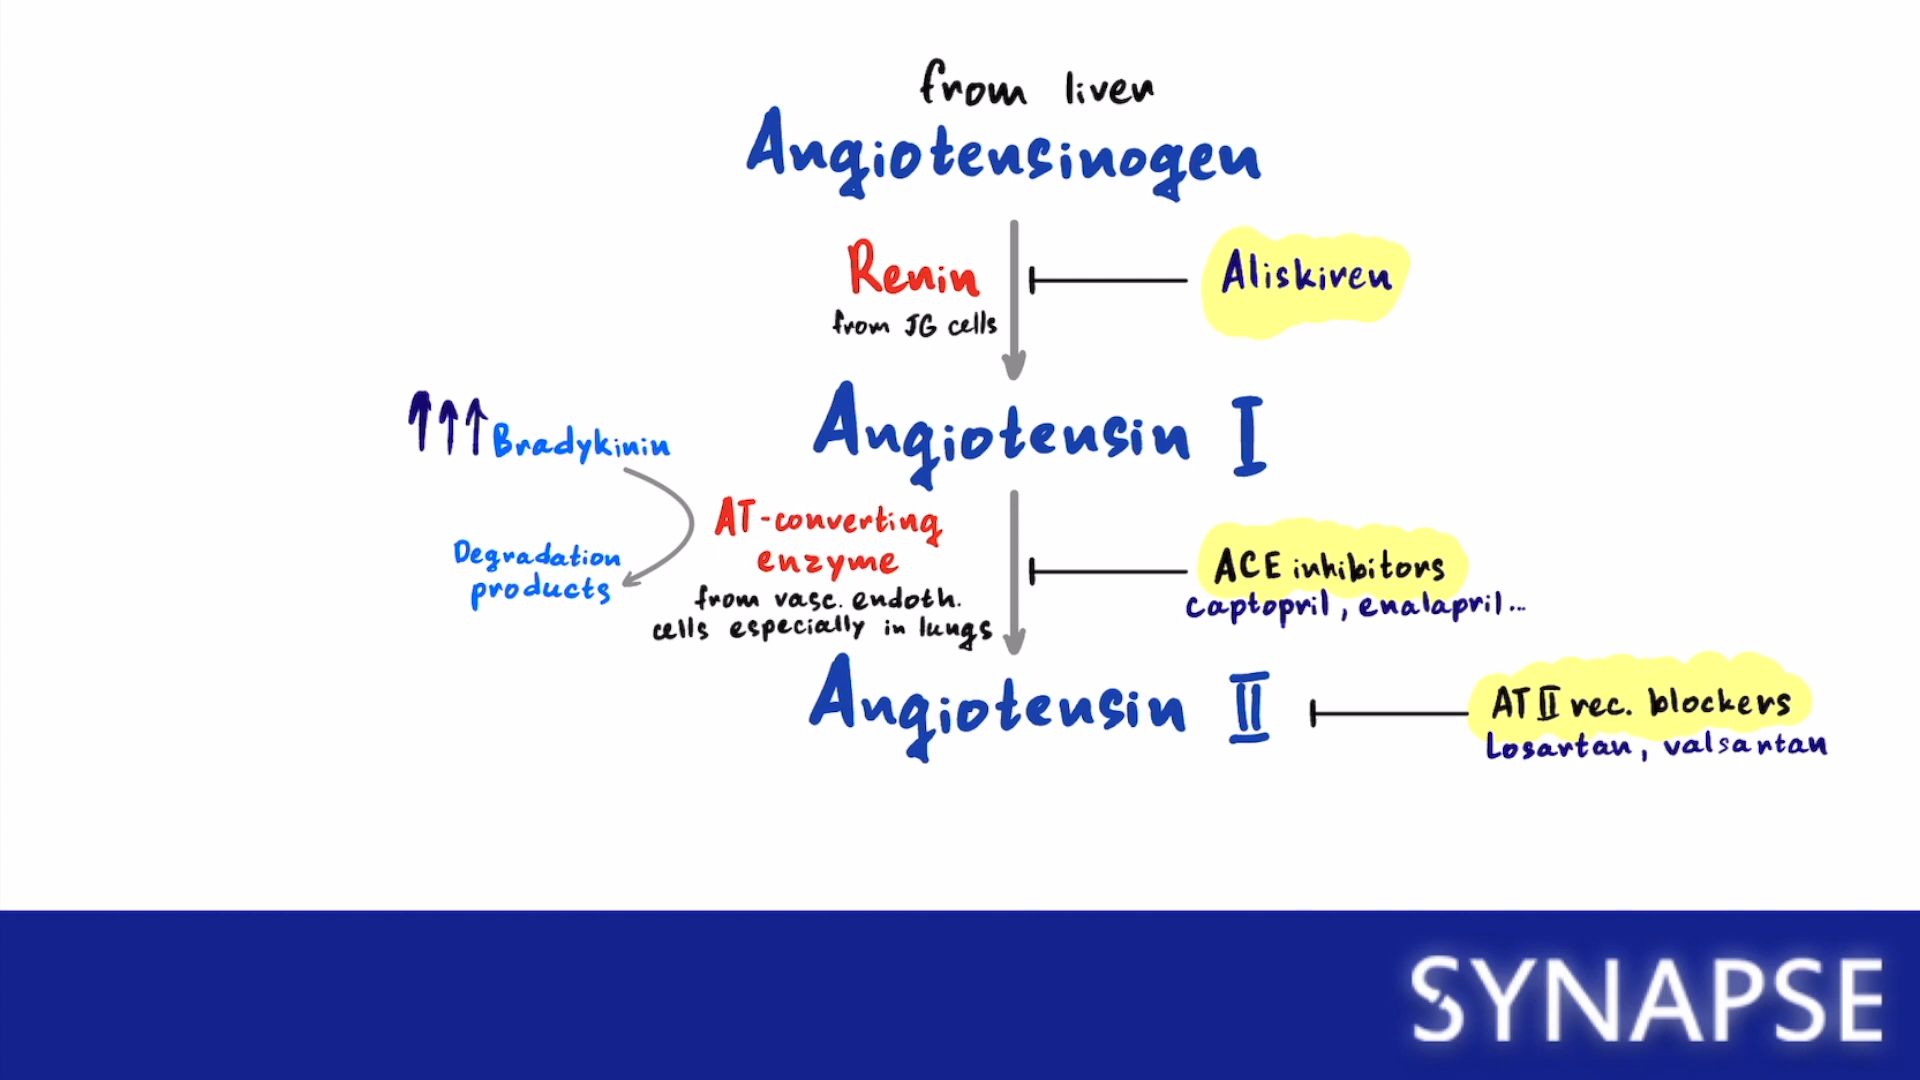 from liver
Angiotensinogen
Renin
from JG cells
Aliskiren
↑↑↑ Bradykinin
Angiotensin I
Degradation
products
AT-converting
enzyme
from vasc. endoth.
cells especially in lungs
ACE inhibitors
captopril, enalapril...
Angiotensin II
AT II rec. blockers
Losartan, valsartan
SYNAPSE